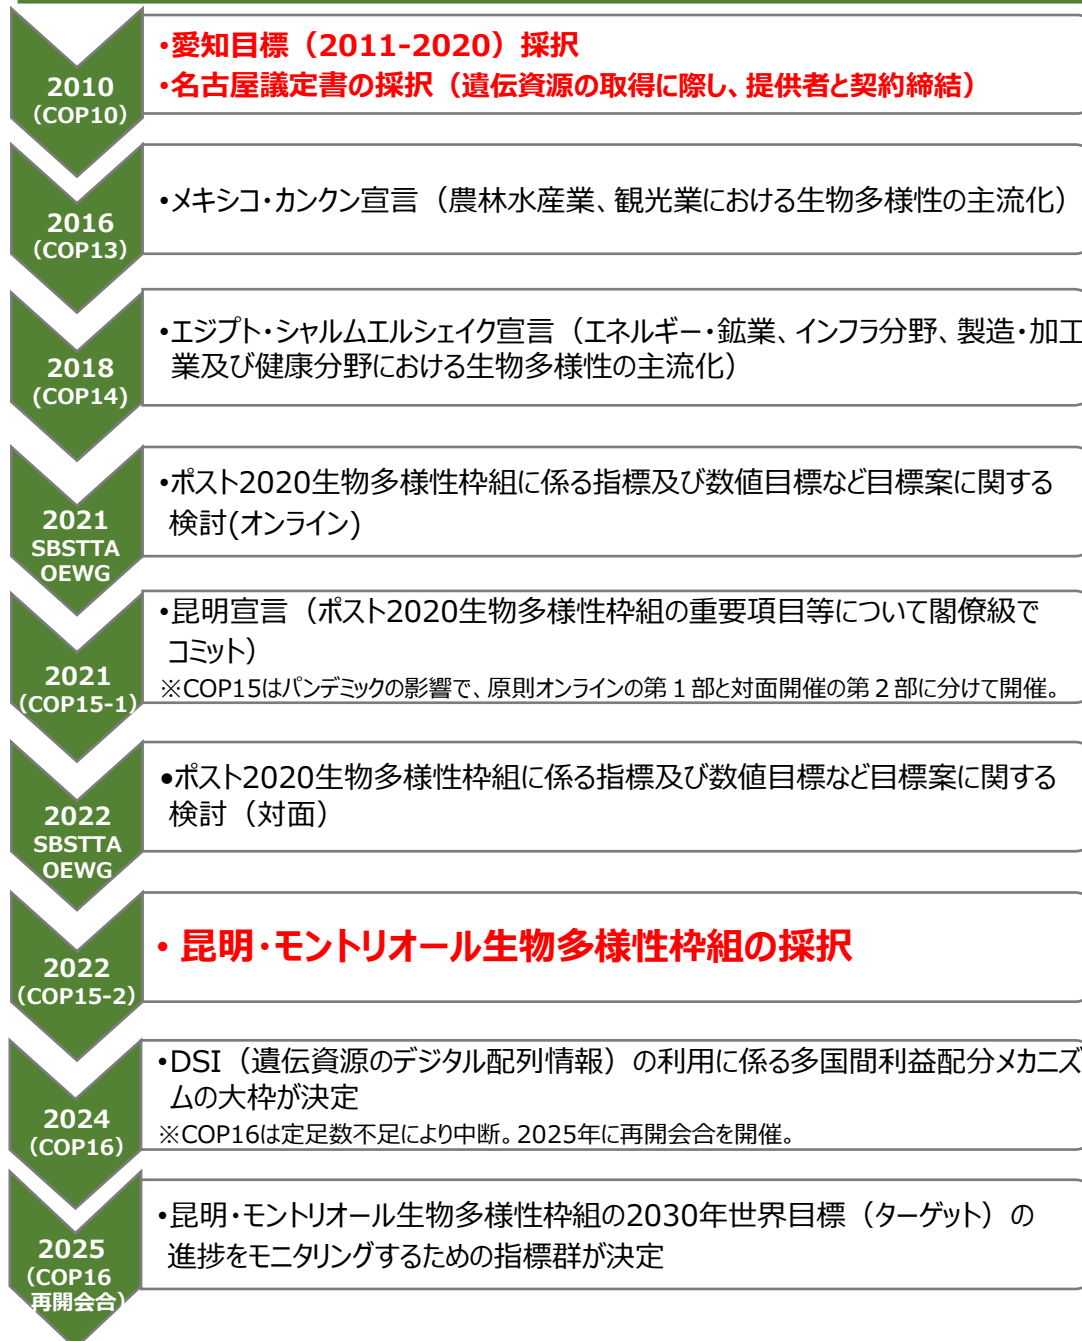 2010
(COP10)
•愛知目標（2011-2020）採択
•名古屋議定書の採択（遺伝資源の取得に際し、提供者と契約締結）
2016
(COP13)
•メキシコ・カンクン宣言（農林水産業、観光業における生物多様性の主流化）
2018
(COP14)
•エジプト・シャルムエルシェイク宣言（エネルギー・鉱業、インフラ分野、製造・加工
業及び健康分野における生物多様性の主流化）
2021
SBSTTA
OEWG
•ポスト2020生物多様性枠組に係る指標及び数値目標など目標案に関する
検討(オンライン)
2021
(COP15-1)
•昆明宣言（ポスト2020生物多様性枠組の重要項目等について閣僚級で
コミット）
※COP15はパンデミックの影響で、原則オンラインの第１部と対面開催の第２部に分けて開催。
2022
SBSTTA
OEWG
•ポスト2020生物多様性枠組に係る指標及び数値目標など目標案に関する
検討（対面）
2022
(COP15-2)
• 昆明・モントリオール生物多様性枠組の採択
2024
(COP16)
•DSI（遺伝資源のデジタル配列情報）の利用に係る多国間利益配分メカニズ
ムの大枠が決定
※COP16は定足数不足により中断。2025年に再開会合を開催。
2025
(COP16
再開会合)
•昆明・モントリオール生物多様性枠組の2030年世界目標（ターゲット）の
進捗をモニタリングするための指標群が決定